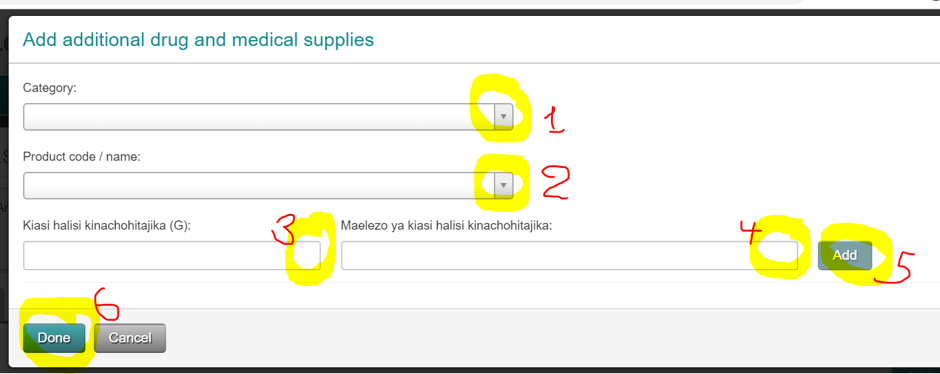 Add additional drug and medical supplies
Category:
1
Product code / name:
2
Kiasi halisi kinachohitajika (G):
3
Maelezo ya kiasi halisi kinachohitajika:
4
Add
5
6
Done
Cancel